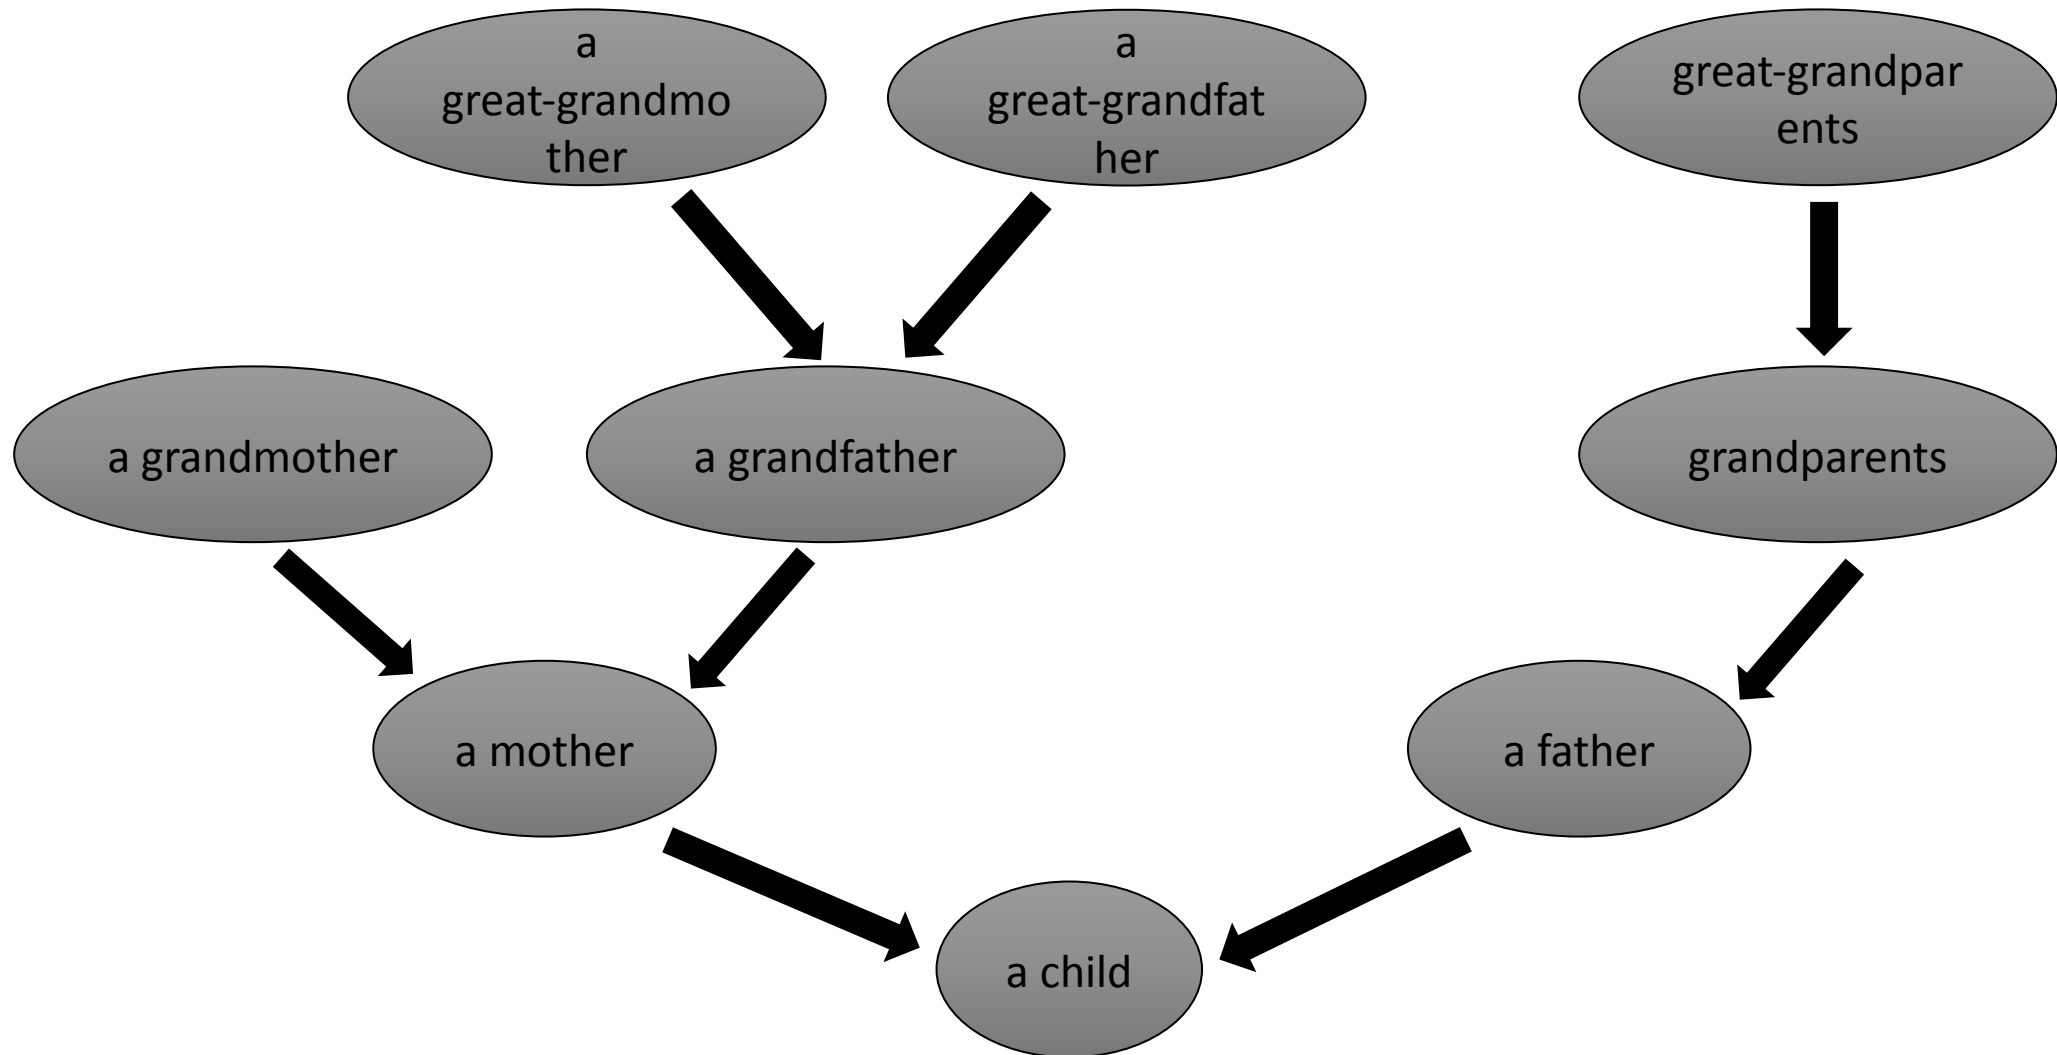 a
great-grandmo
ther
a
great-grandfat
her
great-grandpar
ents
a grandmother
a grandfather
grandparents
a mother
a father
a child